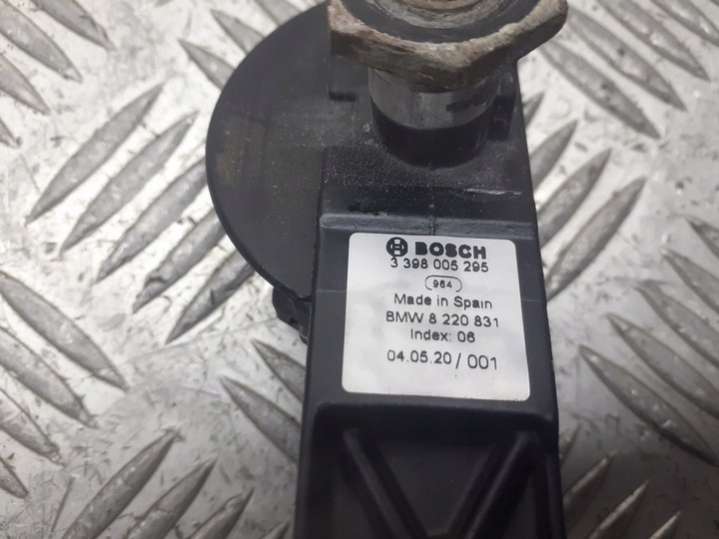 BOSCH
3 398 005 295
964
Made in Spain
BMW 8 220 831
Index: 06
04.05.20 / 001